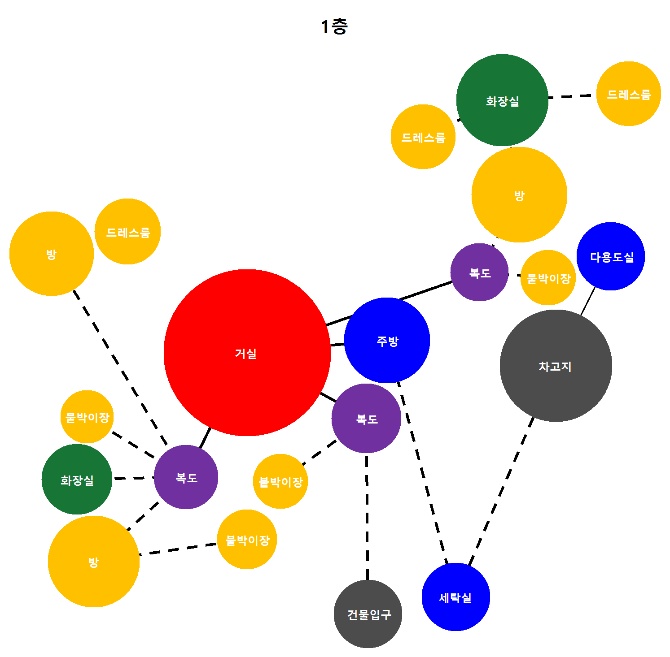 1층
화장실
드레스룸
드레스룸
방
드레스룸
방
복도
다용도실
붙박이장
주방
거실
차고지
붙박이장
복도
화장실
복도
붙박이장
붙박이장
방
세탁실
건물입구